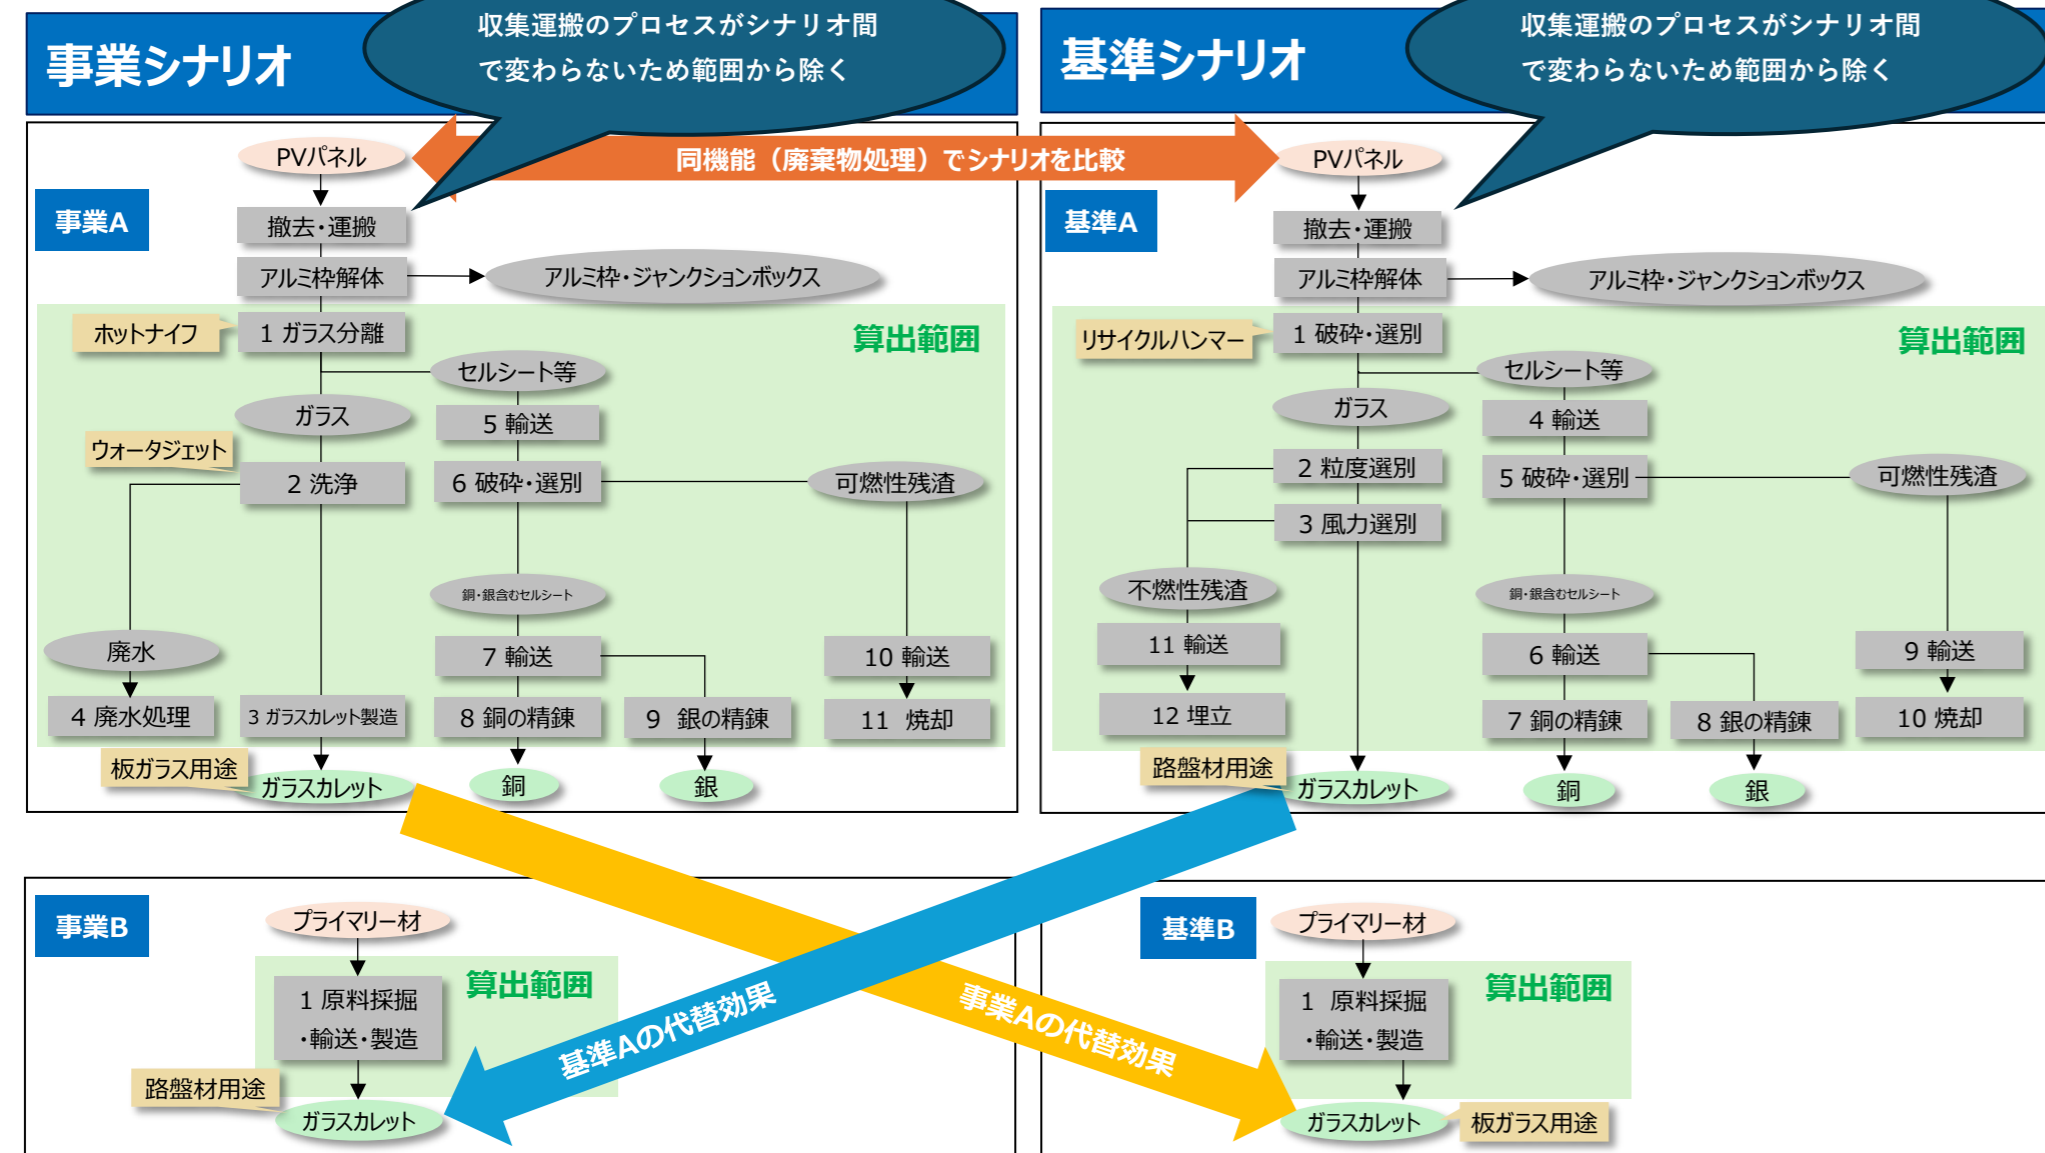 事業シナリオ
収集運搬のプロセスがシナリオ間
で変わらないため範囲から除く
基準シナリオ
収集運搬のプロセスがシナリオ間
で変わらないため範囲から除く
同機能（廃棄物処理）でシナリオを比較
事業A
PVパネル
撤去・運搬
アルミ枠解体
アルミ枠・ジャンクションボックス
算出範囲
ホットナイフ
1 ガラス分離
セルシート等
ガラス
5 輸送
ウォータジェット
2 洗浄
6 破砕・選別
可燃性残渣
銅・銀含むセルシート
廃水
7 輸送
10 輸送
4 廃水処理
3 ガラスカレット製造
8 銅の精錬
9 銀の精錬
11 焼却
板ガラス用途
ガラスカレット
銅
銀
基準A
PVパネル
撤去・運搬
アルミ枠解体
アルミ枠・ジャンクションボックス
算出範囲
リサイクルハンマー
1 破砕・選別
セルシート等
ガラス
4 輸送
2 粒度選別
5 破砕・選別
可燃性残渣
3 風力選別
不燃性残渣
銅・銀含むセルシート
11 輸送
6 輸送
9 輸送
12 埋立
7 銅の精錬
8 銀の精錬
10 焼却
路盤材用途
ガラスカレット
銅
銀
事業B
プライマリー材
算出範囲
1 原料採掘
・輸送・製造
路盤材用途
ガラスカレット
基準Aの代替効果
事業Aの代替効果
基準B
プライマリー材
算出範囲
1 原料採掘
・輸送・製造
ガラスカレット
板ガラス用途